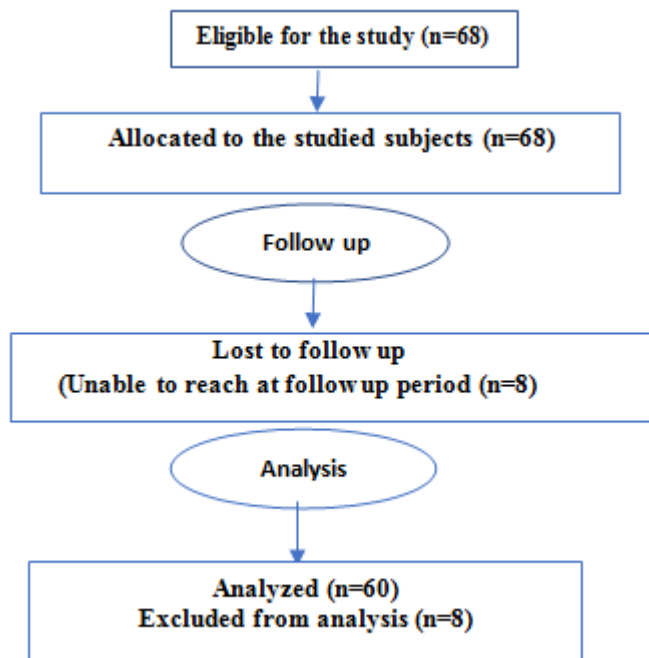 Eligible for the study (n=68)
Allocated to the studied subjects (n=68)
Follow up
Lost to follow up
(Unable to reach at follow up period (n=8)
Analysis
Analyzed (n=60)
Excluded from analysis (n=8)